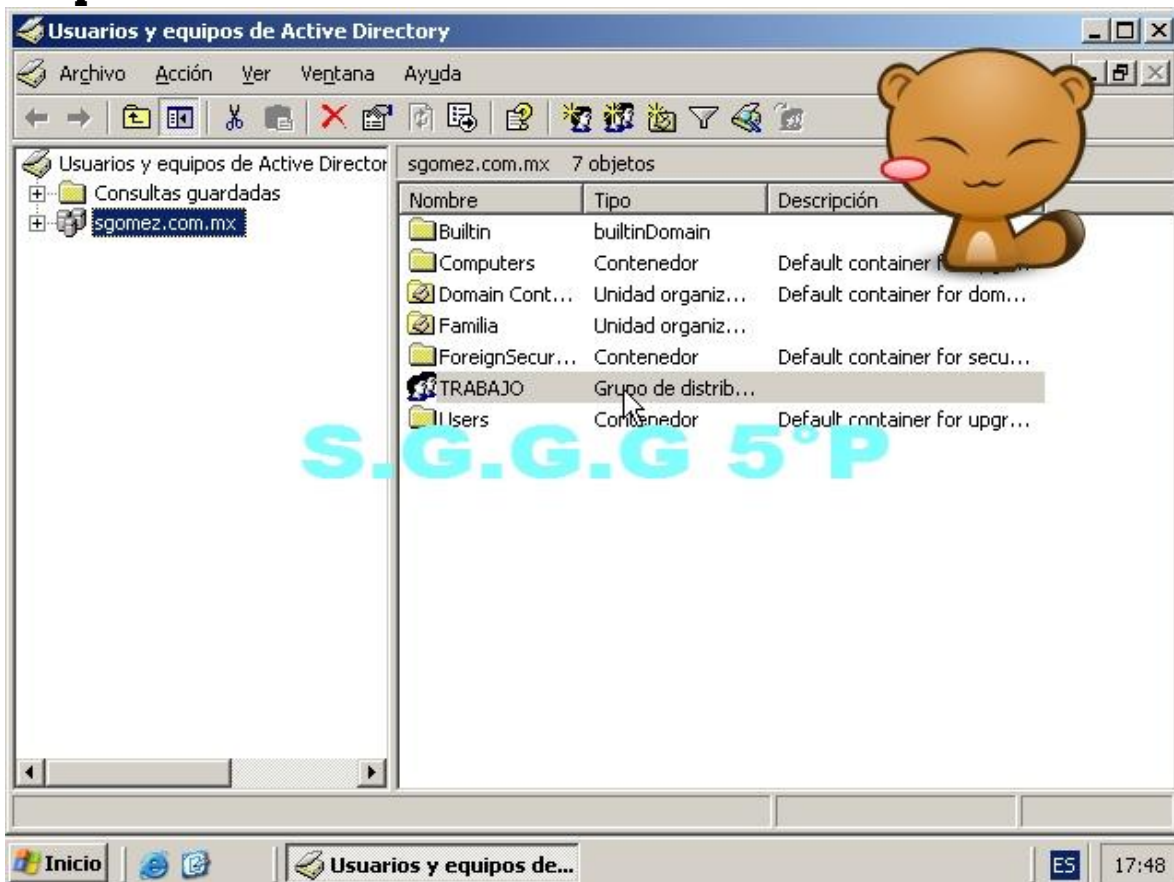 Usuarios y equipos de Active Directory
Archivo Acción Ver Ventana Ayuda
Usuarios y equipos de Active Director
Consultas guardadas
sgomez.com.mx
sgomez.com.mx 7 objetos
Nombre Tipo Descripción
Builtin builtinDomain
Computers Contenedor Default container
Domain Cont... Unidad organiz... Default container for dom...
Familia Unidad organiz...
ForeignSecur... Contenedor Default container for secu...
TRABAJO Grupo de distrib...
Users Contenedor Default container for upgr...
S.G.G.G 5°P
Inicio Usuarios y equipos de... ES 17:48